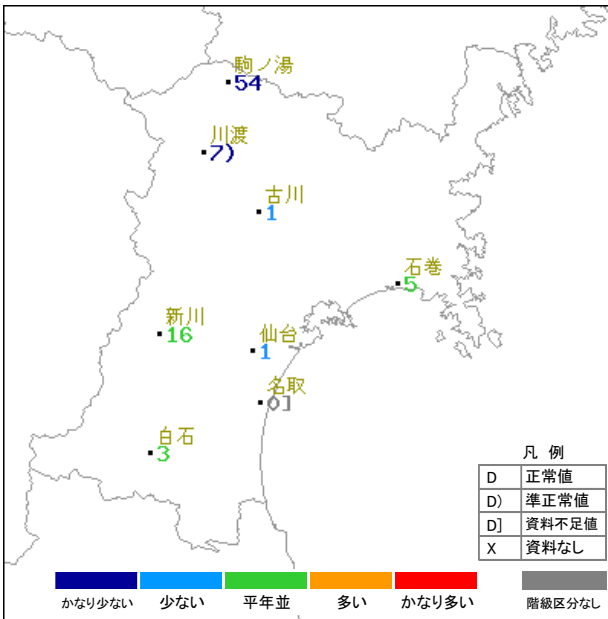 駒ノ湯
54
川渡
7)
古川
1
石巻
5
新川
16
仙台
1
名取
0]
白石
3
凡 例
D 正常値
D) 準正常値
D] 資料不足値
X 資料なし
かなり少ない 少ない 平年並 多い かなり多い 階級区分なし